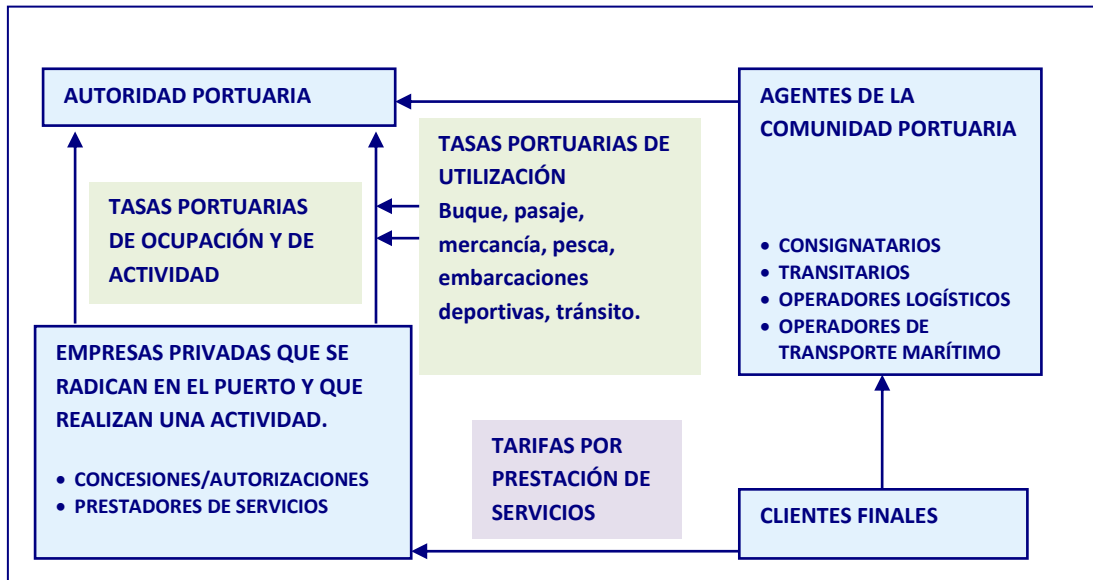 AUTORIDAD PORTUARIA
AGENTES DE LA
COMUNIDAD PORTUARIA
• CONSIGNATARIOS
• TRANSITARIOS
• OPERADORES LOGÍSTICOS
• OPERADORES DE
TRANSPORTE MARÍTIMO
TASAS PORTUARIAS DE
UTILIZACIÓN
Buque, pasaje,
mercancía, pesca,
embarcaciones
deportivas, tránsito.
TASAS PORTUARIAS
DE OCUPACIÓN Y DE
ACTIVIDAD
EMPRESAS PRIVADAS QUE SE
RADICAN EN EL PUERTO Y QUE
REALIZAN UNA ACTIVIDAD.
• CONCESIONES/AUTORIZACIONES
• PRESTADORES DE SERVICIOS
TARIFAS POR
PRESTACIÓN DE
SERVICIOS
CLIENTES FINALES